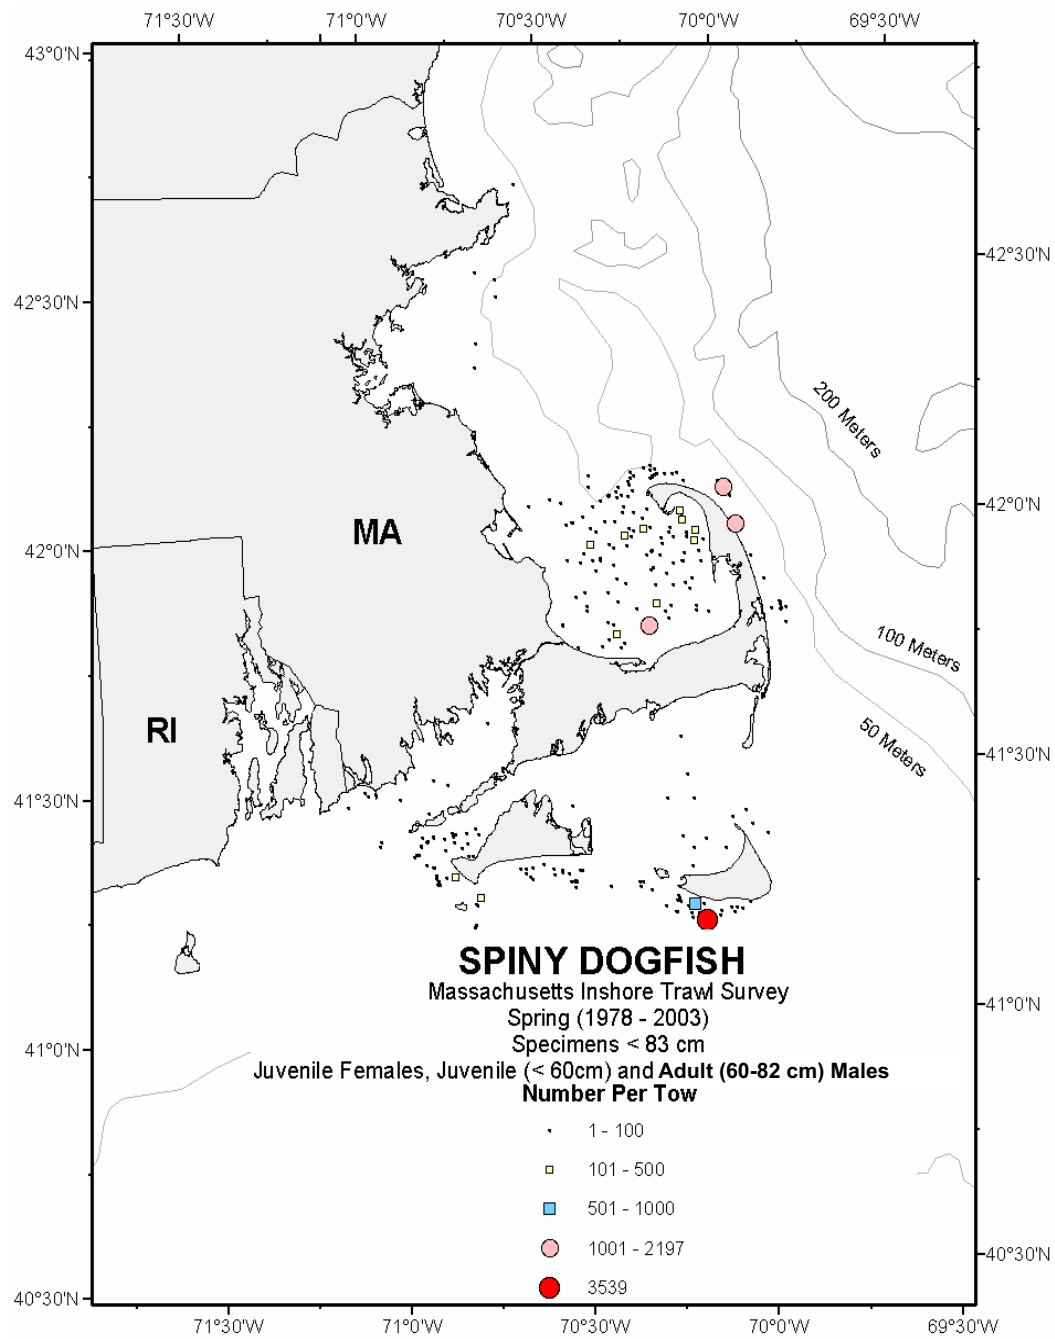 71°30'W 71°0'W 70°30'W 70°0'W 69°30'W
43°0'N
42°30'N
42°30'N
200 Meters
42°0'N
MA
42°0'N
100 Meters
RI
50 Meters
41°30'N
41°30'N
SPINY DOGFISH
Massachusetts Inshore Trawl Survey
41°0'N
Spring (1978 - 2003)
Specimens < 83 cm
41°0'N
Juvenile Females, Juvenile (< 60cm) and Adult (60-82 cm) Males
Number Per Tow
1 - 100
101 - 500
501 - 1000
1001 - 2197
40°30'N
3539
40°30'N
71°30'W 71°0'W 70°30'W 70°0'W 69°30'W